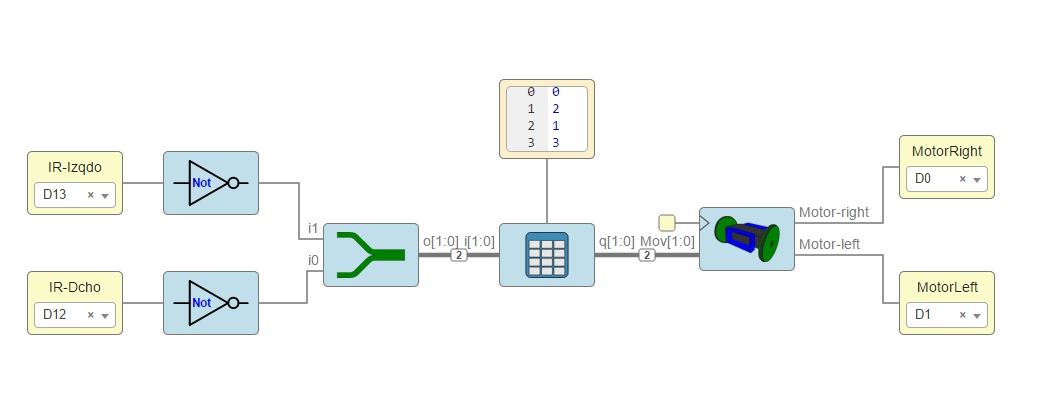 0 0
1 2
2 1
3 3
IR-Izqdo
D13
Not
i1
i0
o[1:0]
2
i[1:0]
q[1:0]
2
Mov[1:0]
Motor-right
Motor-left
MotorRight
D0
IR-Dcho
D12
Not
MotorLeft
D1